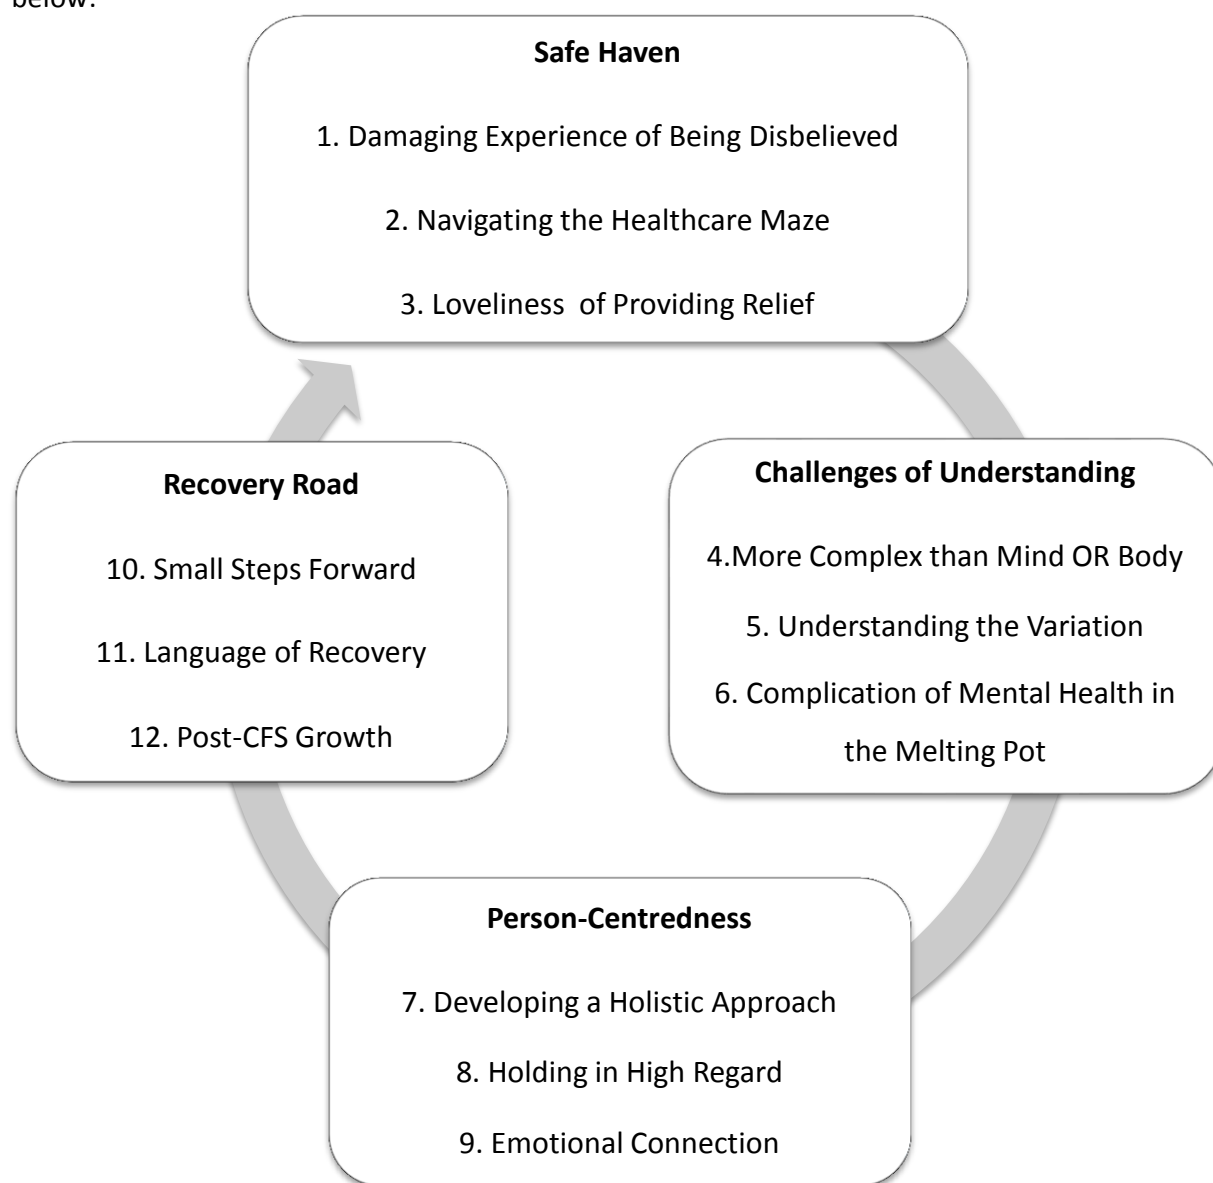 below.
Safe Haven
1. Damaging Experience of Being Disbelieved
2. Navigating the Healthcare Maze
3. Loveliness  of Providing Relief
Challenges of Understanding
4.More Complex than Mind OR Body
5. Understanding the Variation
6. Complication of Mental Health in
the Melting Pot
Person-Centredness
7. Developing a Holistic Approach
8. Holding in High Regard
9. Emotional Connection
Recovery Road
10. Small Steps Forward
11. Language of Recovery
12. Post-CFS Growth